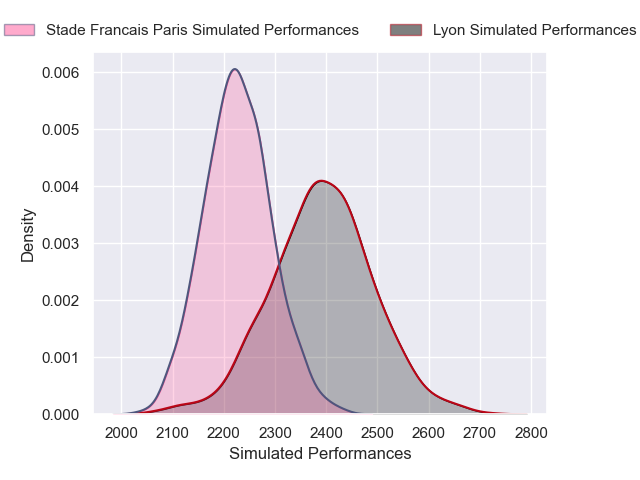 Stade Francais Paris Simulated Performances Lyon Simulated Performances
0.006
0.005
0.004
0.003
0.002
0.001
0.000
Density
2000 2100 2200 2300 2400 2500 2600 2700 2800
Simulated Performances